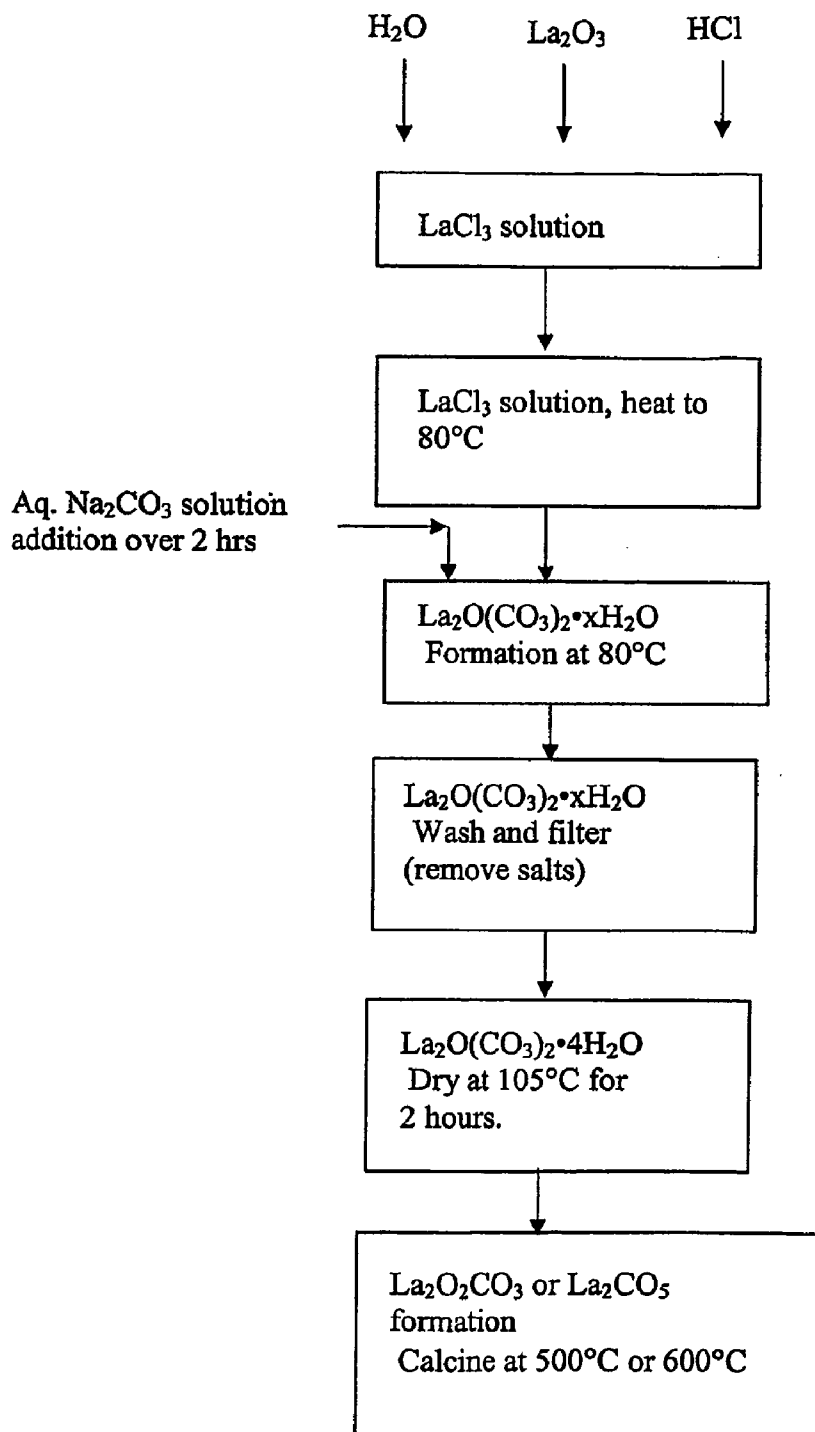 H₂O La₂O₃ HCl
LaCl₃ solution
LaCl₃ solution, heat to
80°C
Aq. Na₂CO₃ solution
addition over 2 hrs
La₂O(CO₃)₂•xH₂O
Formation at 80°C
La₂O(CO₃)₂•xH₂O
Wash and filter
(remove salts)
La₂O(CO₃)₂•4H₂O
Dry at 105°C for
2 hours.
La₂O₂CO₃ or La₂CO₅
formation
Calcine at 500°C or 600°C